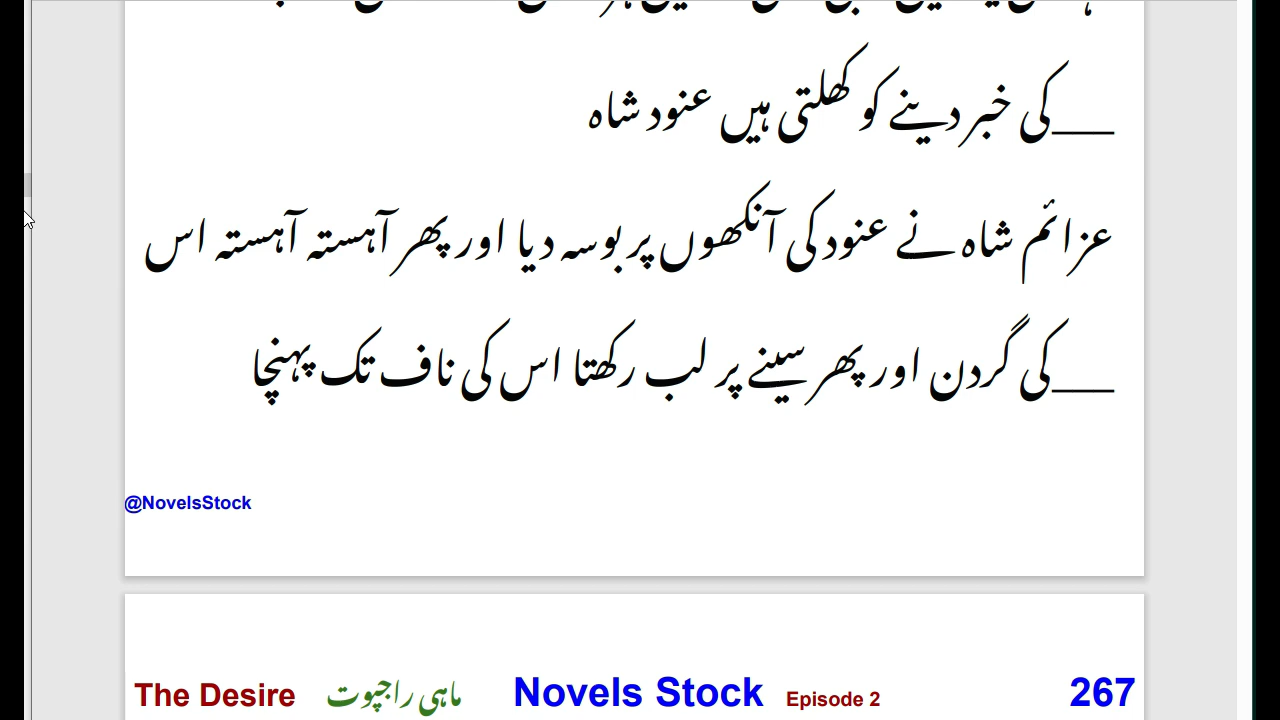 ___کی خبر دینے کو کھلتی ہیں عنود شاہ
عزائم شاہ نے عنود کی آنکھوں پر بوسہ دیا اور پھر آہستہ آہستہ اس
___کی گردن اور پھر سینے پر لب رکھتا اس کی ناف تک پہنچا
@NovelsStock
The Desire ماہی راجپوت Novels Stock Episode 2 267